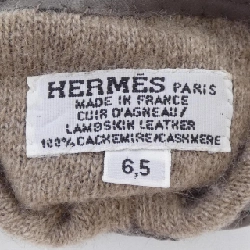 HERMÈS PARIS
MADE IN FRANCE
CUIR D'AGNEAU/
LAMBSKIN LEATHER
100% CACHEMIRE/CASHMERE
6,5